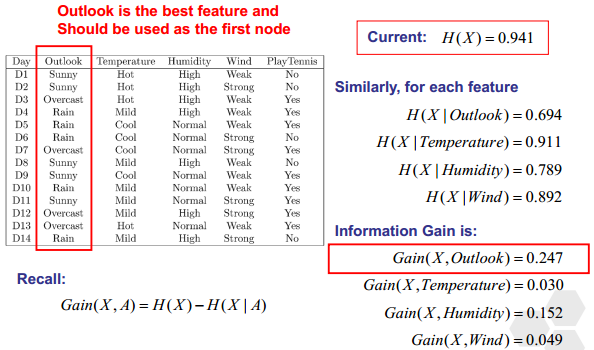 Outlook is the best feature and
Should be used as the first node
Current: H(X) = 0.941
Day Outlook Temperature Humidity Wind PlayTennis
D1 Sunny Hot High Weak No
D2 Sunny Hot High Strong No
D3 Overcast Hot High Weak Yes
D4 Rain Mild High Weak Yes
D5 Rain Cool Normal Weak Yes
D6 Rain Cool Normal Strong No
D7 Overcast Cool Normal Strong Yes
D8 Sunny Mild High Weak No
D9 Sunny Cool Normal Weak Yes
D10 Rain Mild Normal Weak Yes
D11 Sunny Mild Normal Strong Yes
D12 Overcast Mild High Strong Yes
D13 Overcast Hot Normal Weak Yes
D14 Rain Mild High Strong No
Recall:
Gain(X, A) = H(X) − H(X | A)
Similarly, for each feature
H(X | Outlook) = 0.694
H(X | Temperature) = 0.911
H(X | Humidity) = 0.789
H(X | Wind) = 0.892
Information Gain is:
Gain(X, Outlook) = 0.247
Gain(X, Temperature) = 0.030
Gain(X, Humidity) = 0.152
Gain(X, Wind) = 0.049